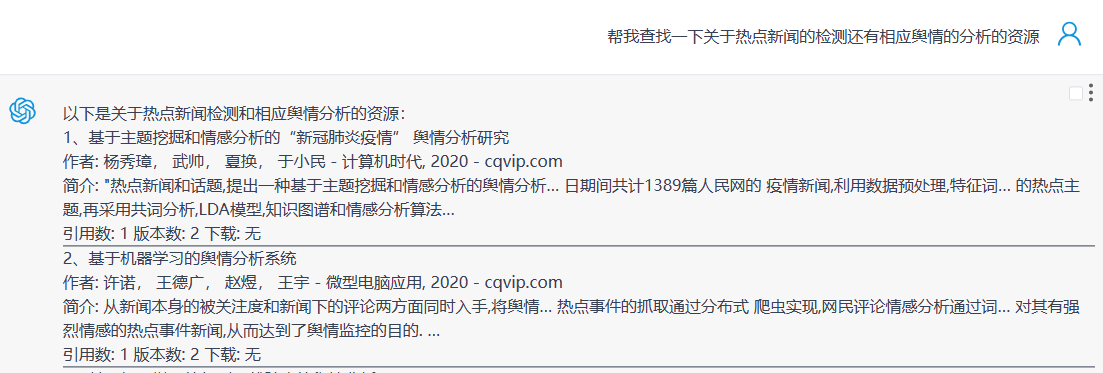 帮我查找一下关于热点新闻的检测还有相应舆情的分析的资源
以下是关于热点新闻检测和相应舆情分析的资源：
1、基于主题挖掘和情感分析的“新冠肺炎疫情” 舆情分析研究
作者: 杨秀璋， 武帅， 夏换， 于小民 - 计算机时代, 2020 - cqvip.com
简介: "热点新闻和话题,提出一种基于主题挖掘和情感分析的舆情分析… 日期间共计1389篇人民网的 疫情新闻,利用数据预处理,特征词… 的热点主
题,再采用共词分析,LDA模型,知识图谱和情感分析算法…
引用数: 1 版本数: 2 下载: 无
2、基于机器学习的舆情分析系统
作者: 许诺， 王德广， 赵煜， 王宇 - 微型电脑应用, 2020 - cqvip.com
简介: 从新闻本身的被关注度和新闻下的评论两方面同时入手,将舆情… 热点事件的抓取通过分布式 爬虫实现,网民评论情感分析通过词… 对其有强
烈情感的热点事件新闻,从而达到了舆情监控的目的. …
引用数: 1 版本数: 2 下载: 无